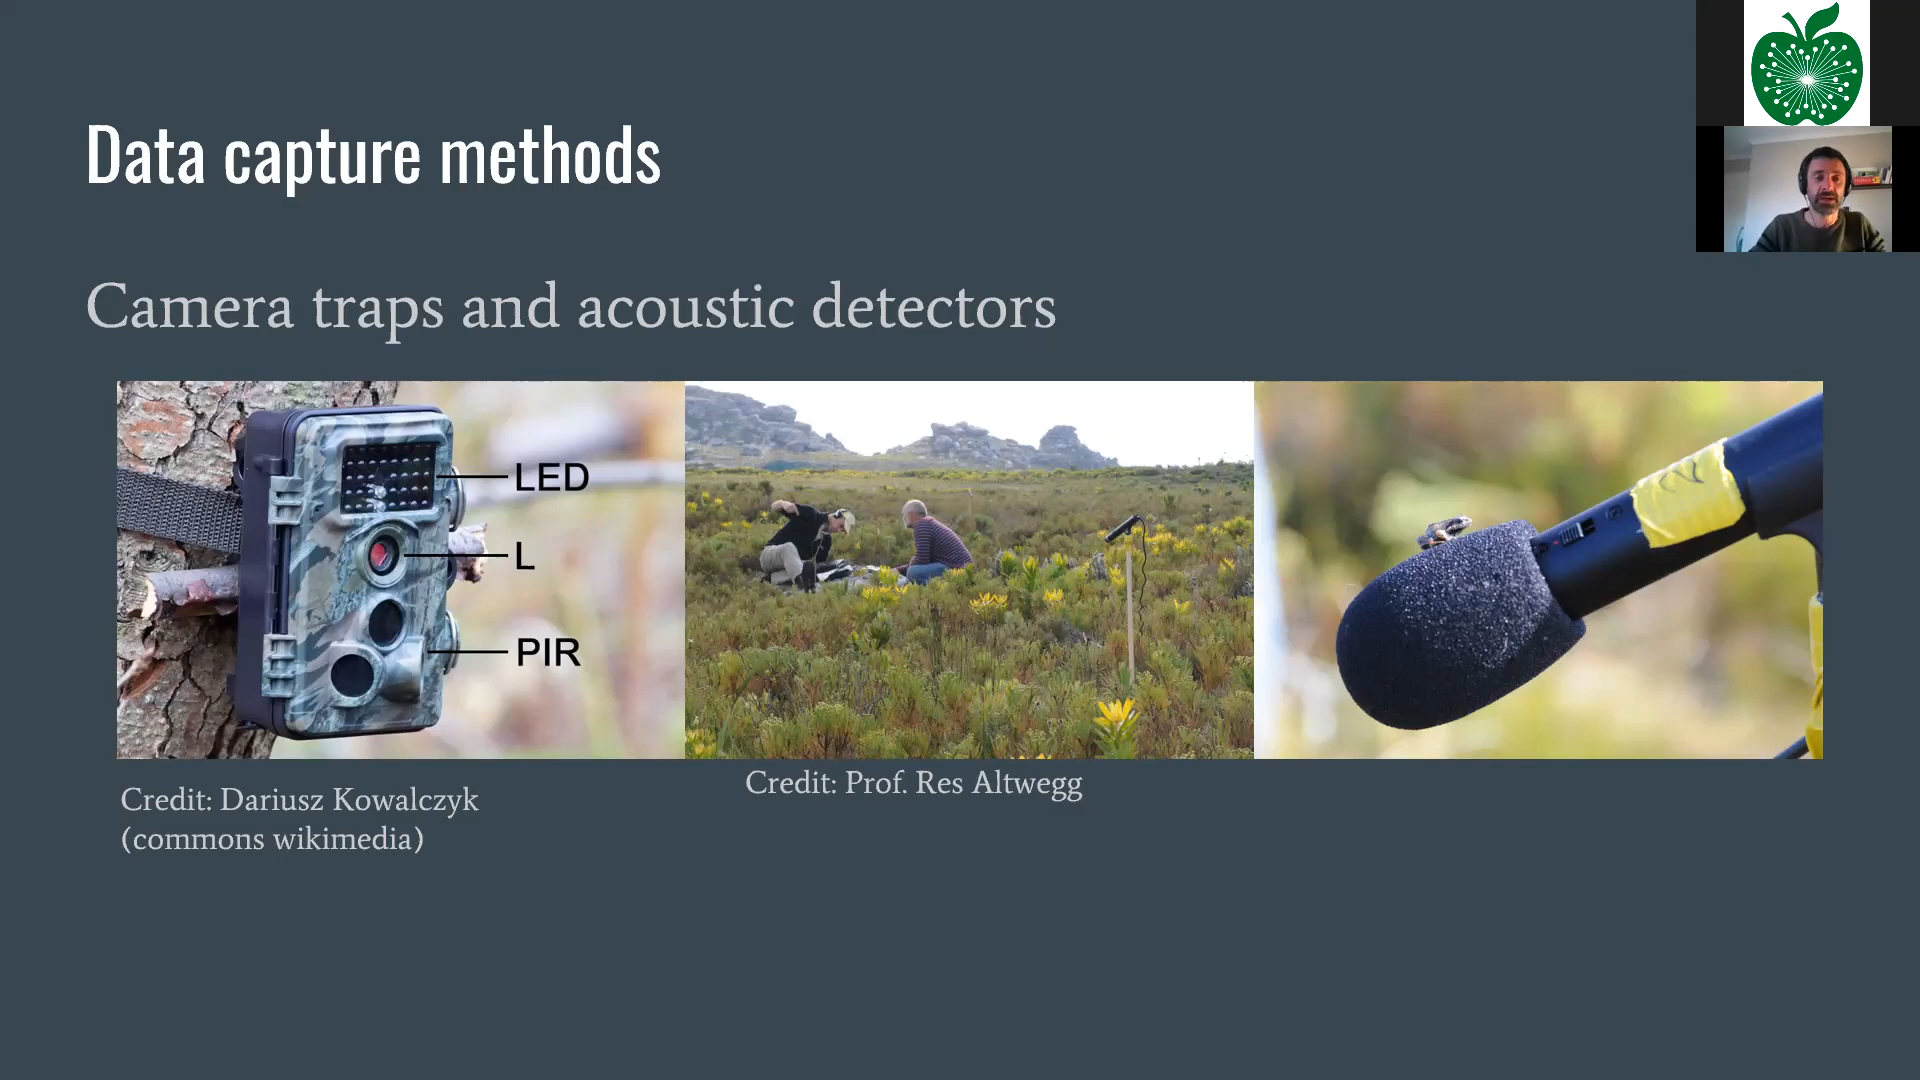 Data capture methods
Camera traps and acoustic detectors
LED
L
PIR
Credit: Dariusz Kowalczyk
(commons wikimedia)
Credit: Prof. Res Altwegg